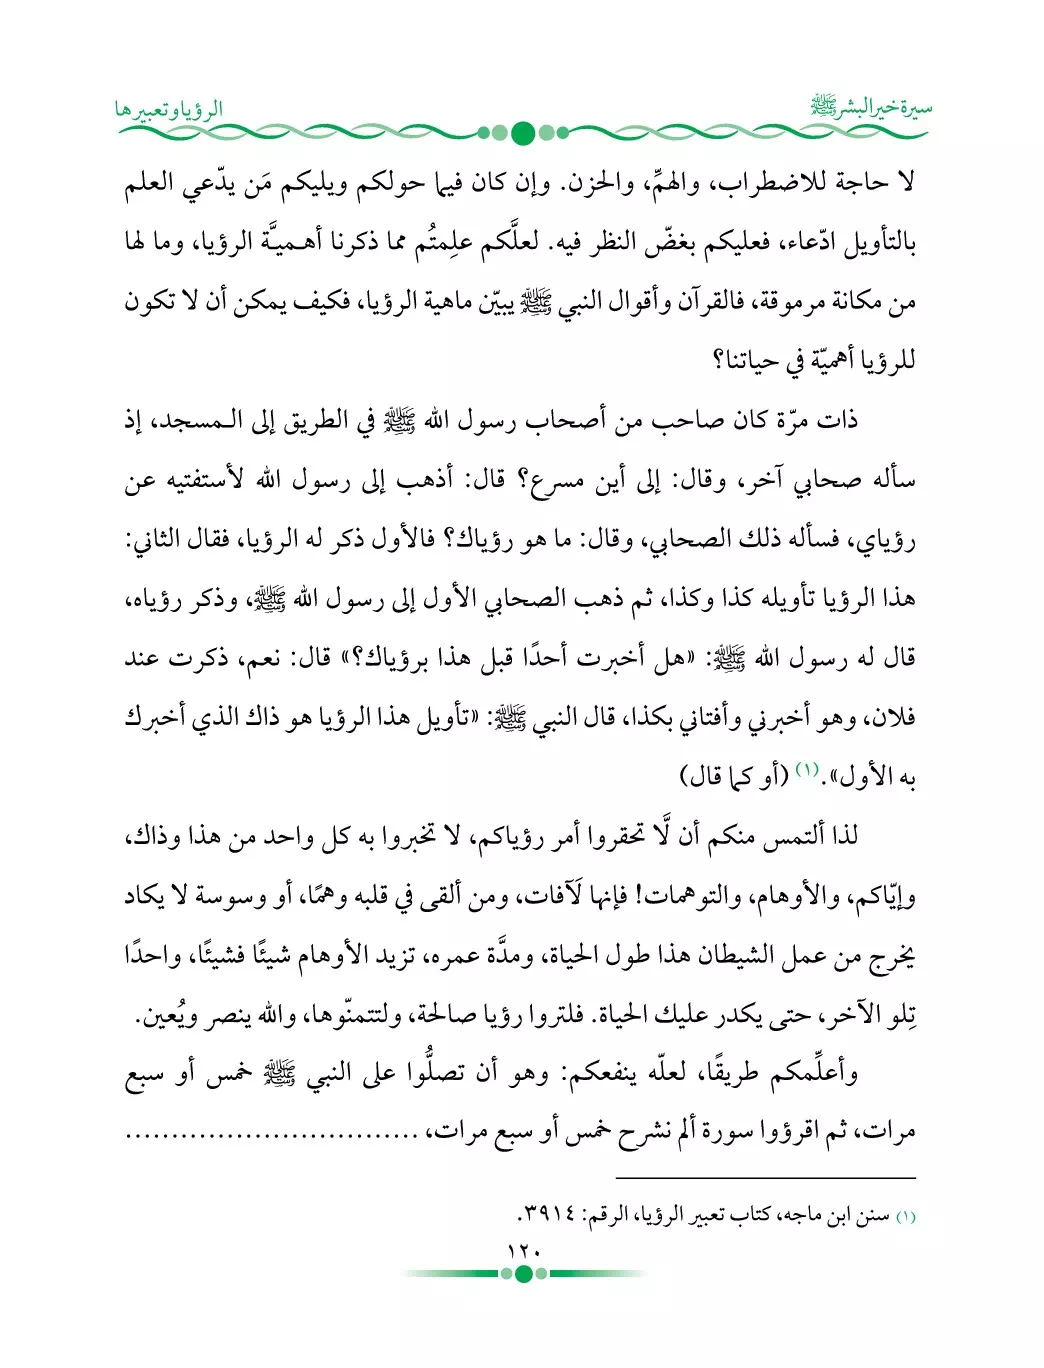 سيرة خير البشر ﷺ
الرؤيا وتعبيرها
لا حاجة للاضطراب، والهمِّ، والحزن. وإن كان فيما حولكم ويليكم مَن يدّعي العلم
بالتأويل ادّعاء، فعليكم بغضّ النظر فيه. لعلَّكم علِمتُم مما ذكرنا أهـميـَّة الرؤيا، وما لها
من مكانة مرموقة، فالقرآن وأقوال النبي ﷺ يبيّن ماهية الرؤيا، فكيف يمكن أن لا تكون
للرؤيا أهميّة في حياتنا؟
ذات مرّة كان صاحب من أصحاب رسول الله ﷺ في الطريق إلى الـمسجد، إذ
سأله صحابي آخر، وقال: إلى أين مسرع؟ قال: أذهب إلى رسول الله لأستفتيه عن
رؤياي، فسأله ذلك الصحابي، وقال: ما هو رؤياك؟ فالأول ذكر له الرؤيا، فقال الثاني:
هذا الرؤيا تأويله كذا وكذا، ثم ذهب الصحابي الأول إلى رسول الله ﷺ، وذكر رؤياه،
قال له رسول الله ﷺ: «هل أخبرت أحدًا قبل هذا برؤياك؟» قال: نعم، ذكرت عند
فلان، وهو أخبرني وأفتاني بكذا، قال النبي ﷺ: «تأويل هذا الرؤيا هو ذاك الذي أخبرك
به الأول».(١) (أو كما قال)
لذا ألتمس منكم أن لَّا تحقروا أمر رؤياكم، لا تخبروا به كل واحد من هذا وذاك،
وإيّاكم، والأوهام، والتوهمات! فإنها لَآفات، ومن ألقى في قلبه وهمًا، أو وسوسة لا يكاد
يخرج من عمل الشيطان هذا طول الحياة، ومدَّة عمره، تزيد الأوهام شيئًا فشيئًا، واحدًا
تِلو الآخر، حتى يكدر عليك الحياة. فلتروا رؤيا صالحة، ولتتمنّوها، والله ينصر ويُعين.
وأعلِّمكم طريقًا، لعلّه ينفعكم: وهو أن تصلُّوا على النبي ﷺ خمس أو سبع
مرات، ثم اقرؤوا سورة ألم نشرح خمس أو سبع مرات، ................................
(١) سنن ابن ماجه، كتاب تعبير الرؤيا، الرقم: ٣٩١٤.
١٢٠